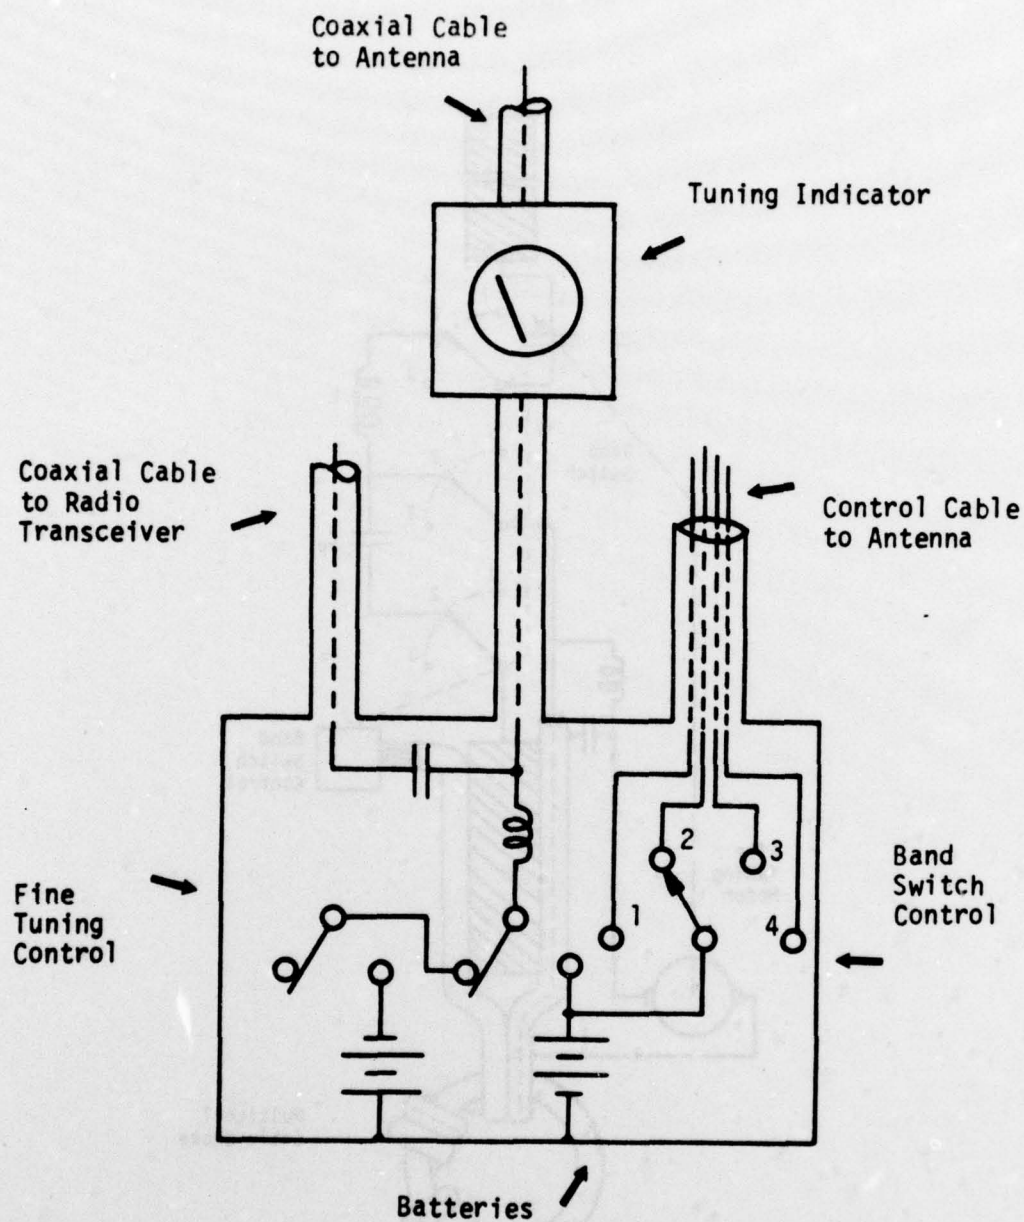 Coaxial Cable
to Antenna
Tuning Indicator
Coaxial Cable
to Radio
Transceiver
Control Cable
to Antenna
2
3
1
4
Band
Switch
Control
Fine
Tuning
Control
Batteries